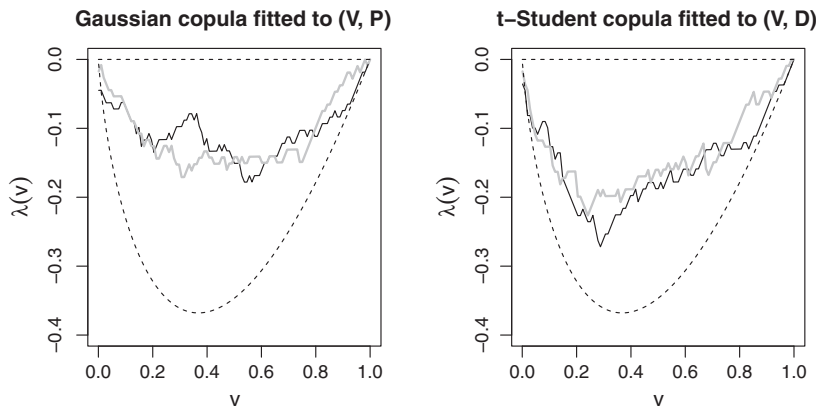 Gaussian copula fitted to (V, P)
0.0
−0.1
−0.2
−0.3
−0.4
λ(v)
0.0 0.2 0.4 0.6 0.8 1.0
v
t−Student copula fitted to (V, D)
0.0
−0.1
−0.2
−0.3
−0.4
λ(v)
0.0 0.2 0.4 0.6 0.8 1.0
v